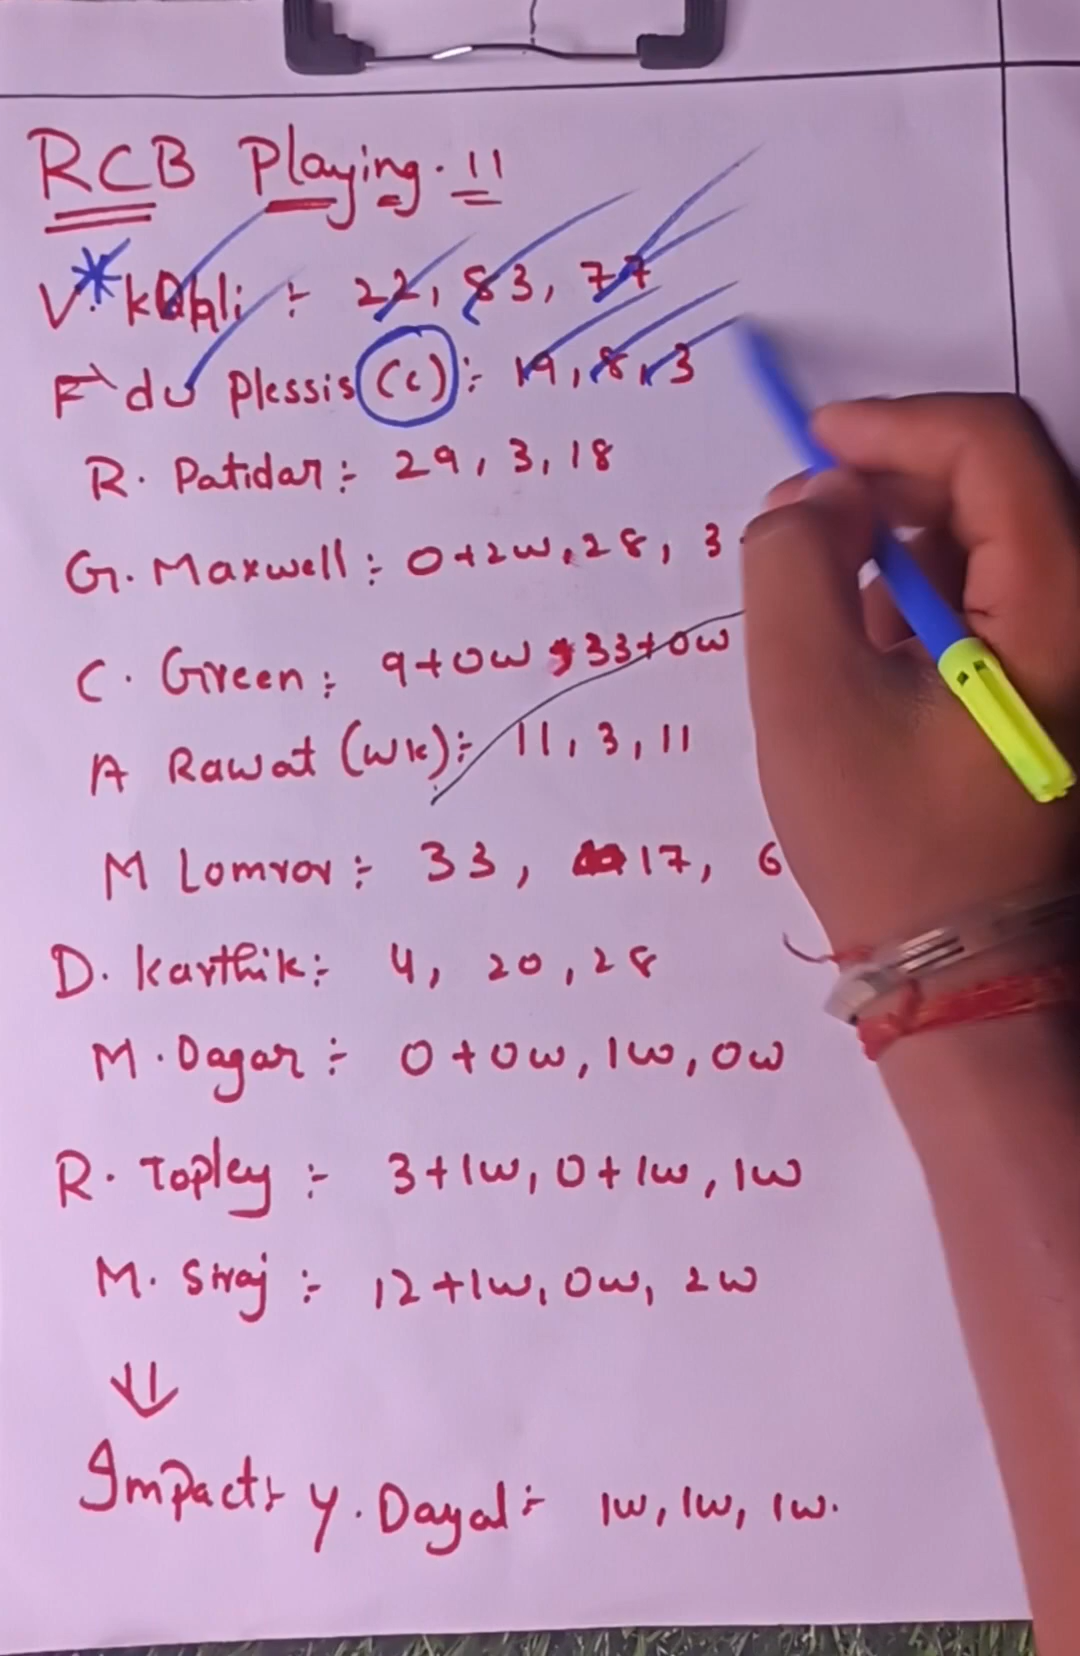 RCB Playing. 11
V. Kohli :- 22, 83, 77
F du Plessis (c) :- 19, 8, 3
R. Patidar :- 29, 3, 18
G. Maxwell :- 0+2w, 28, 3
C. Green :- 9+0w, 33+0w
A Rawat (wk) :- 11, 3, 11
M Lomror :- 33, 17, 6
D. Karthik :- 4, 20, 28
M. Dagar :- 0+0w, 1w, 0w
R. Topley :- 3+1w, 0+1w, 1w
M. Siraj :- 12+1w, 0w, 2w
Impact :- Y. Dayal :- 1w, 1w, 1w.